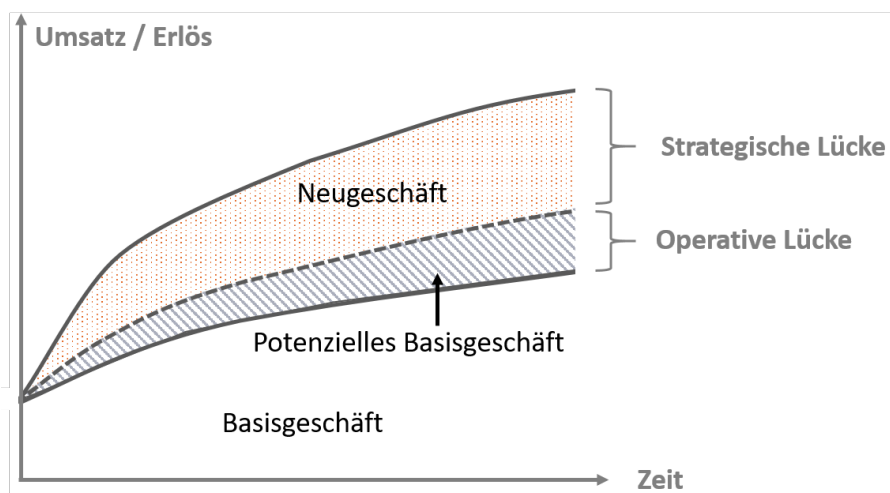 Umsatz / Erlös
Strategische Lücke
Neugeschäft
Operative Lücke
Potenzielles Basisgeschäft
Basisgeschäft
Zeit